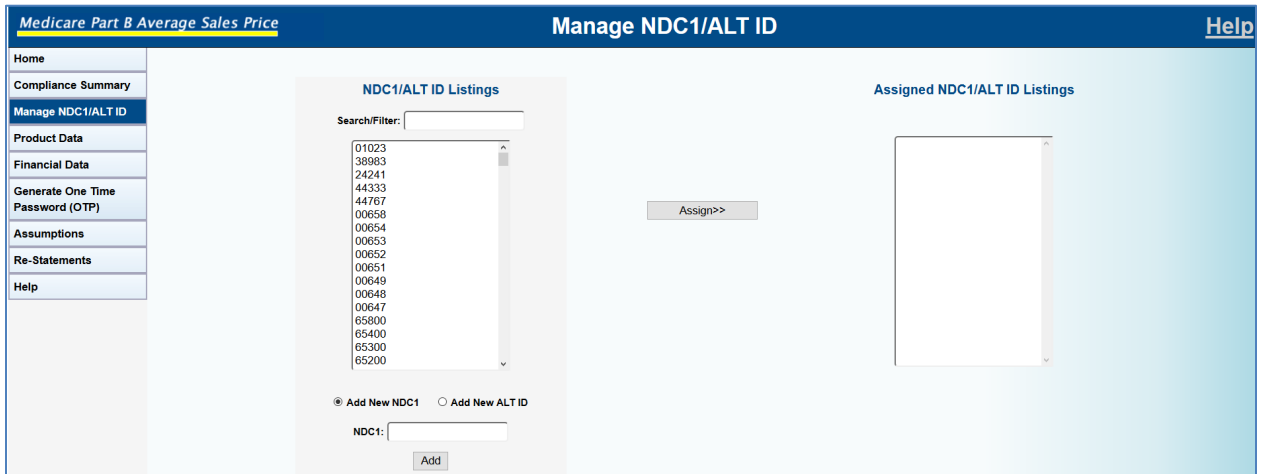 Medicare Part B Average Sales Price
Manage NDC1/ALT ID
Help
Home
Compliance Summary
Manage NDC1/ALT ID
Product Data
Financial Data
Generate One Time
Password (OTP)
Assumptions
Re-Statements
Help
NDC1/ALT ID Listings
Search/Filter:
01023
38983
24241
44333
44767
00658
00654
00653
00652
00651
00649
00648
00647
65800
65400
65300
65200
Add New NDC1
Add New ALT ID
NDC1:
Add
Assign>>
Assigned NDC1/ALT ID Listings